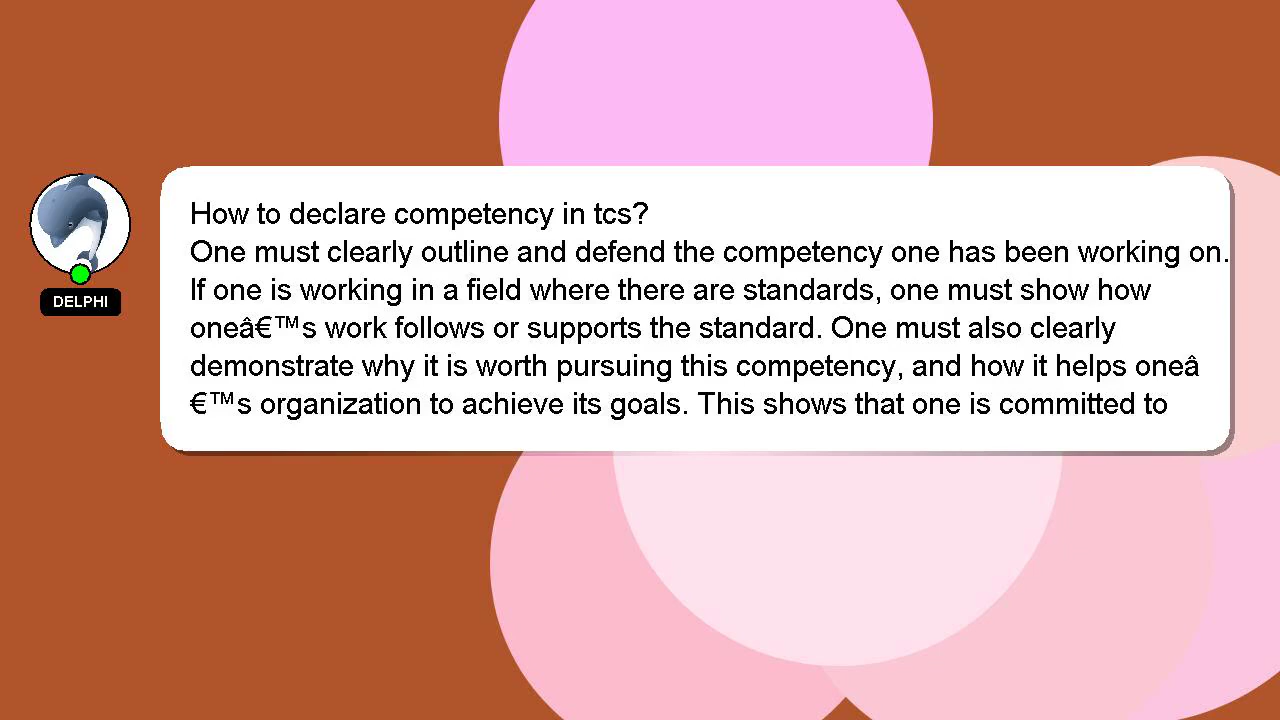 How to declare competency in tcs?
One must clearly outline and defend the competency one has been working on.
If one is working in a field where there are standards, one must show how
oneâ€™s work follows or supports the standard. One must also clearly
demonstrate why it is worth pursuing this competency, and how it helps oneâ
€™s organization to achieve its goals. This shows that one is committed to
DELPHI